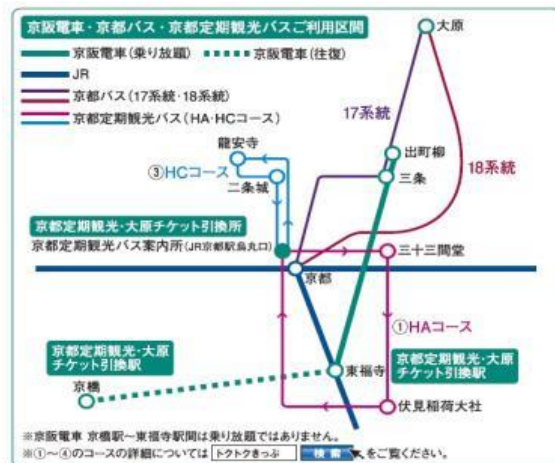 京阪電車・京都バス・京都定期観光バスご利用区間
京阪電車(乗り放題)
京阪電車(往復)
JR
京都バス(17系統・18系統)
京都定期観光バス(HA・HCコース)
大原
17系統
龍安寺
出町柳
18系統
③HCコース
二条城
三条
京都定期観光・大原チケット引換所
京都定期観光バス案内所(JR京都駅烏丸口)
三十三間堂
京都
①HAコース
京都定期観光・大原
チケット引換駅
京橋
東福寺
京都定期観光・大原
チケット引換駅
伏見稲荷大社
※京阪電車 京橋駅〜東福寺駅間は乗り放題ではありません。
※①〜④のコースの詳細については トクトクきっぷ 検索 をご覧ください。